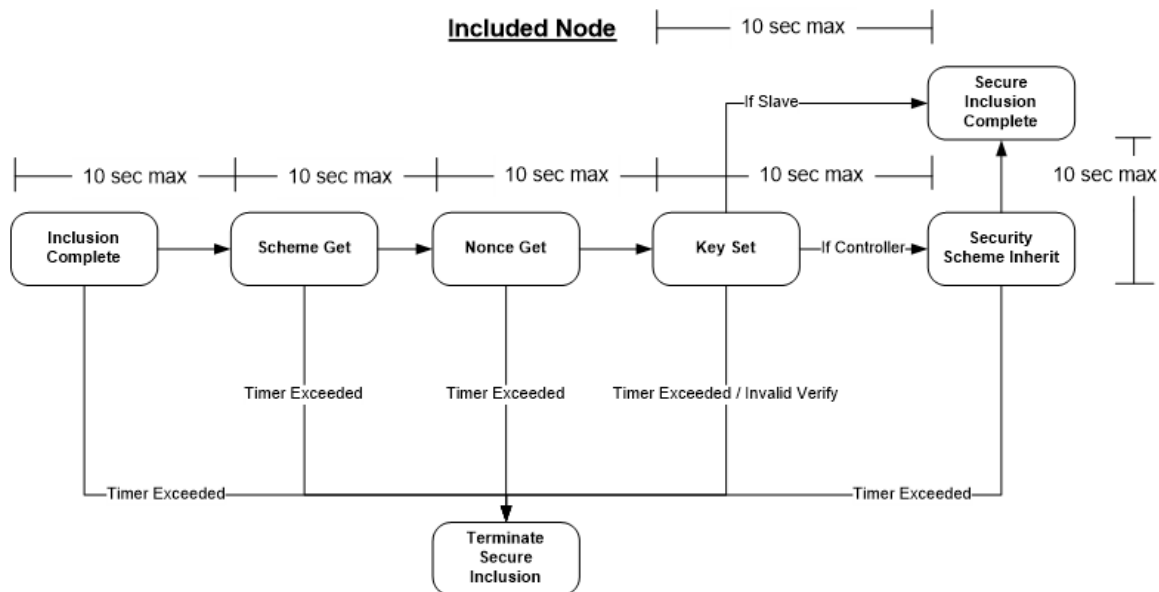 Included Node
10 sec max
Secure
Inclusion
Complete
If Slave
10 sec max
10 sec max
10 sec max
10 sec max
10 sec max
Inclusion
Complete
Scheme Get
Nonce Get
Key Set
If Controller
Security
Scheme Inherit
Timer Exceeded
Timer Exceeded
Timer Exceeded / Invalid Verify
Timer Exceeded
Timer Exceeded
Terminate
Secure
Inclusion